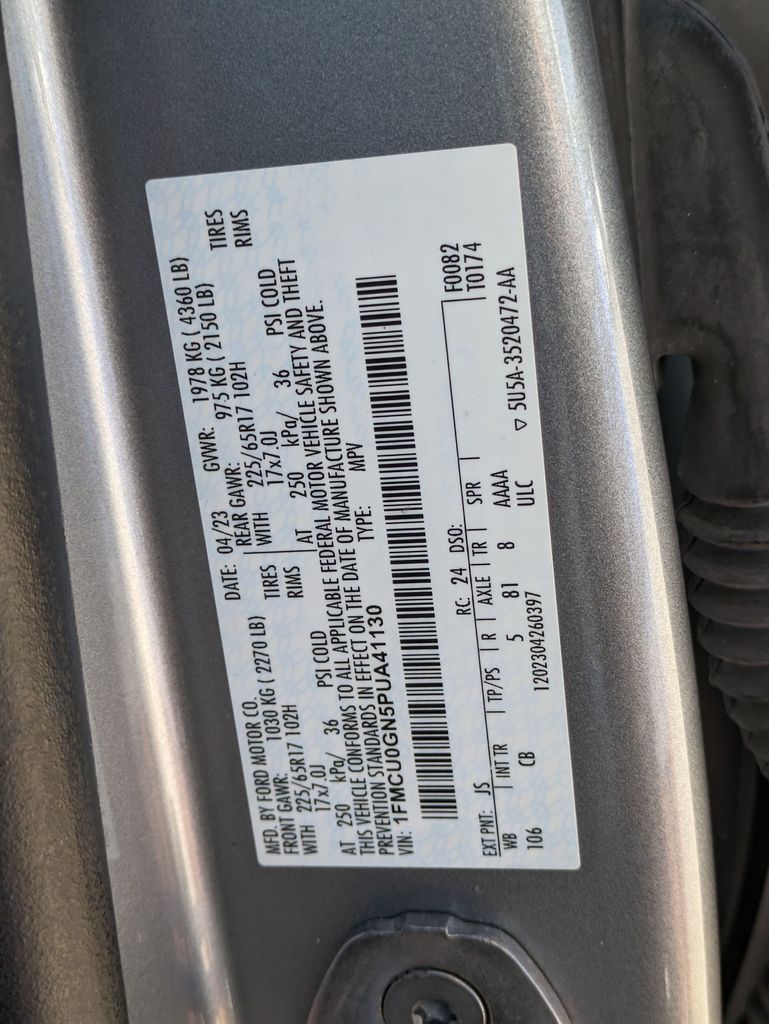 MFD. BY FORD MOTOR CO.
DATE: 04/23 GVWR: 1978 KG ( 4360 LB)
FRONT GAWR: 1030 KG ( 2270 LB)
REAR GAWR: 975 KG ( 2150 LB)
WITH 225/65R17 102H TIRES
WITH 225/65R17 102H TIRES
17x7.0J RIMS
17x7.0J RIMS
AT 250 kPa/ 36 PSI COLD
AT 250 kPa/ 36 PSI COLD
THIS VEHICLE CONFORMS TO ALL APPLICABLE FEDERAL MOTOR VEHICLE SAFETY AND THEFT
PREVENTION STANDARDS IN EFFECT ON THE DATE OF MANUFACTURE SHOWN ABOVE.
VIN: 1FMCU0GN5PUA41130 TYPE: MPV
EXT PNT: JS RC: 24 DSO: F0082
WB INT TR TP/PS R AXLE TR SPR T0174
106 CB 5 81 8 AAAA
1202304260397 ULC ▽ 5U5A-3520472-AA